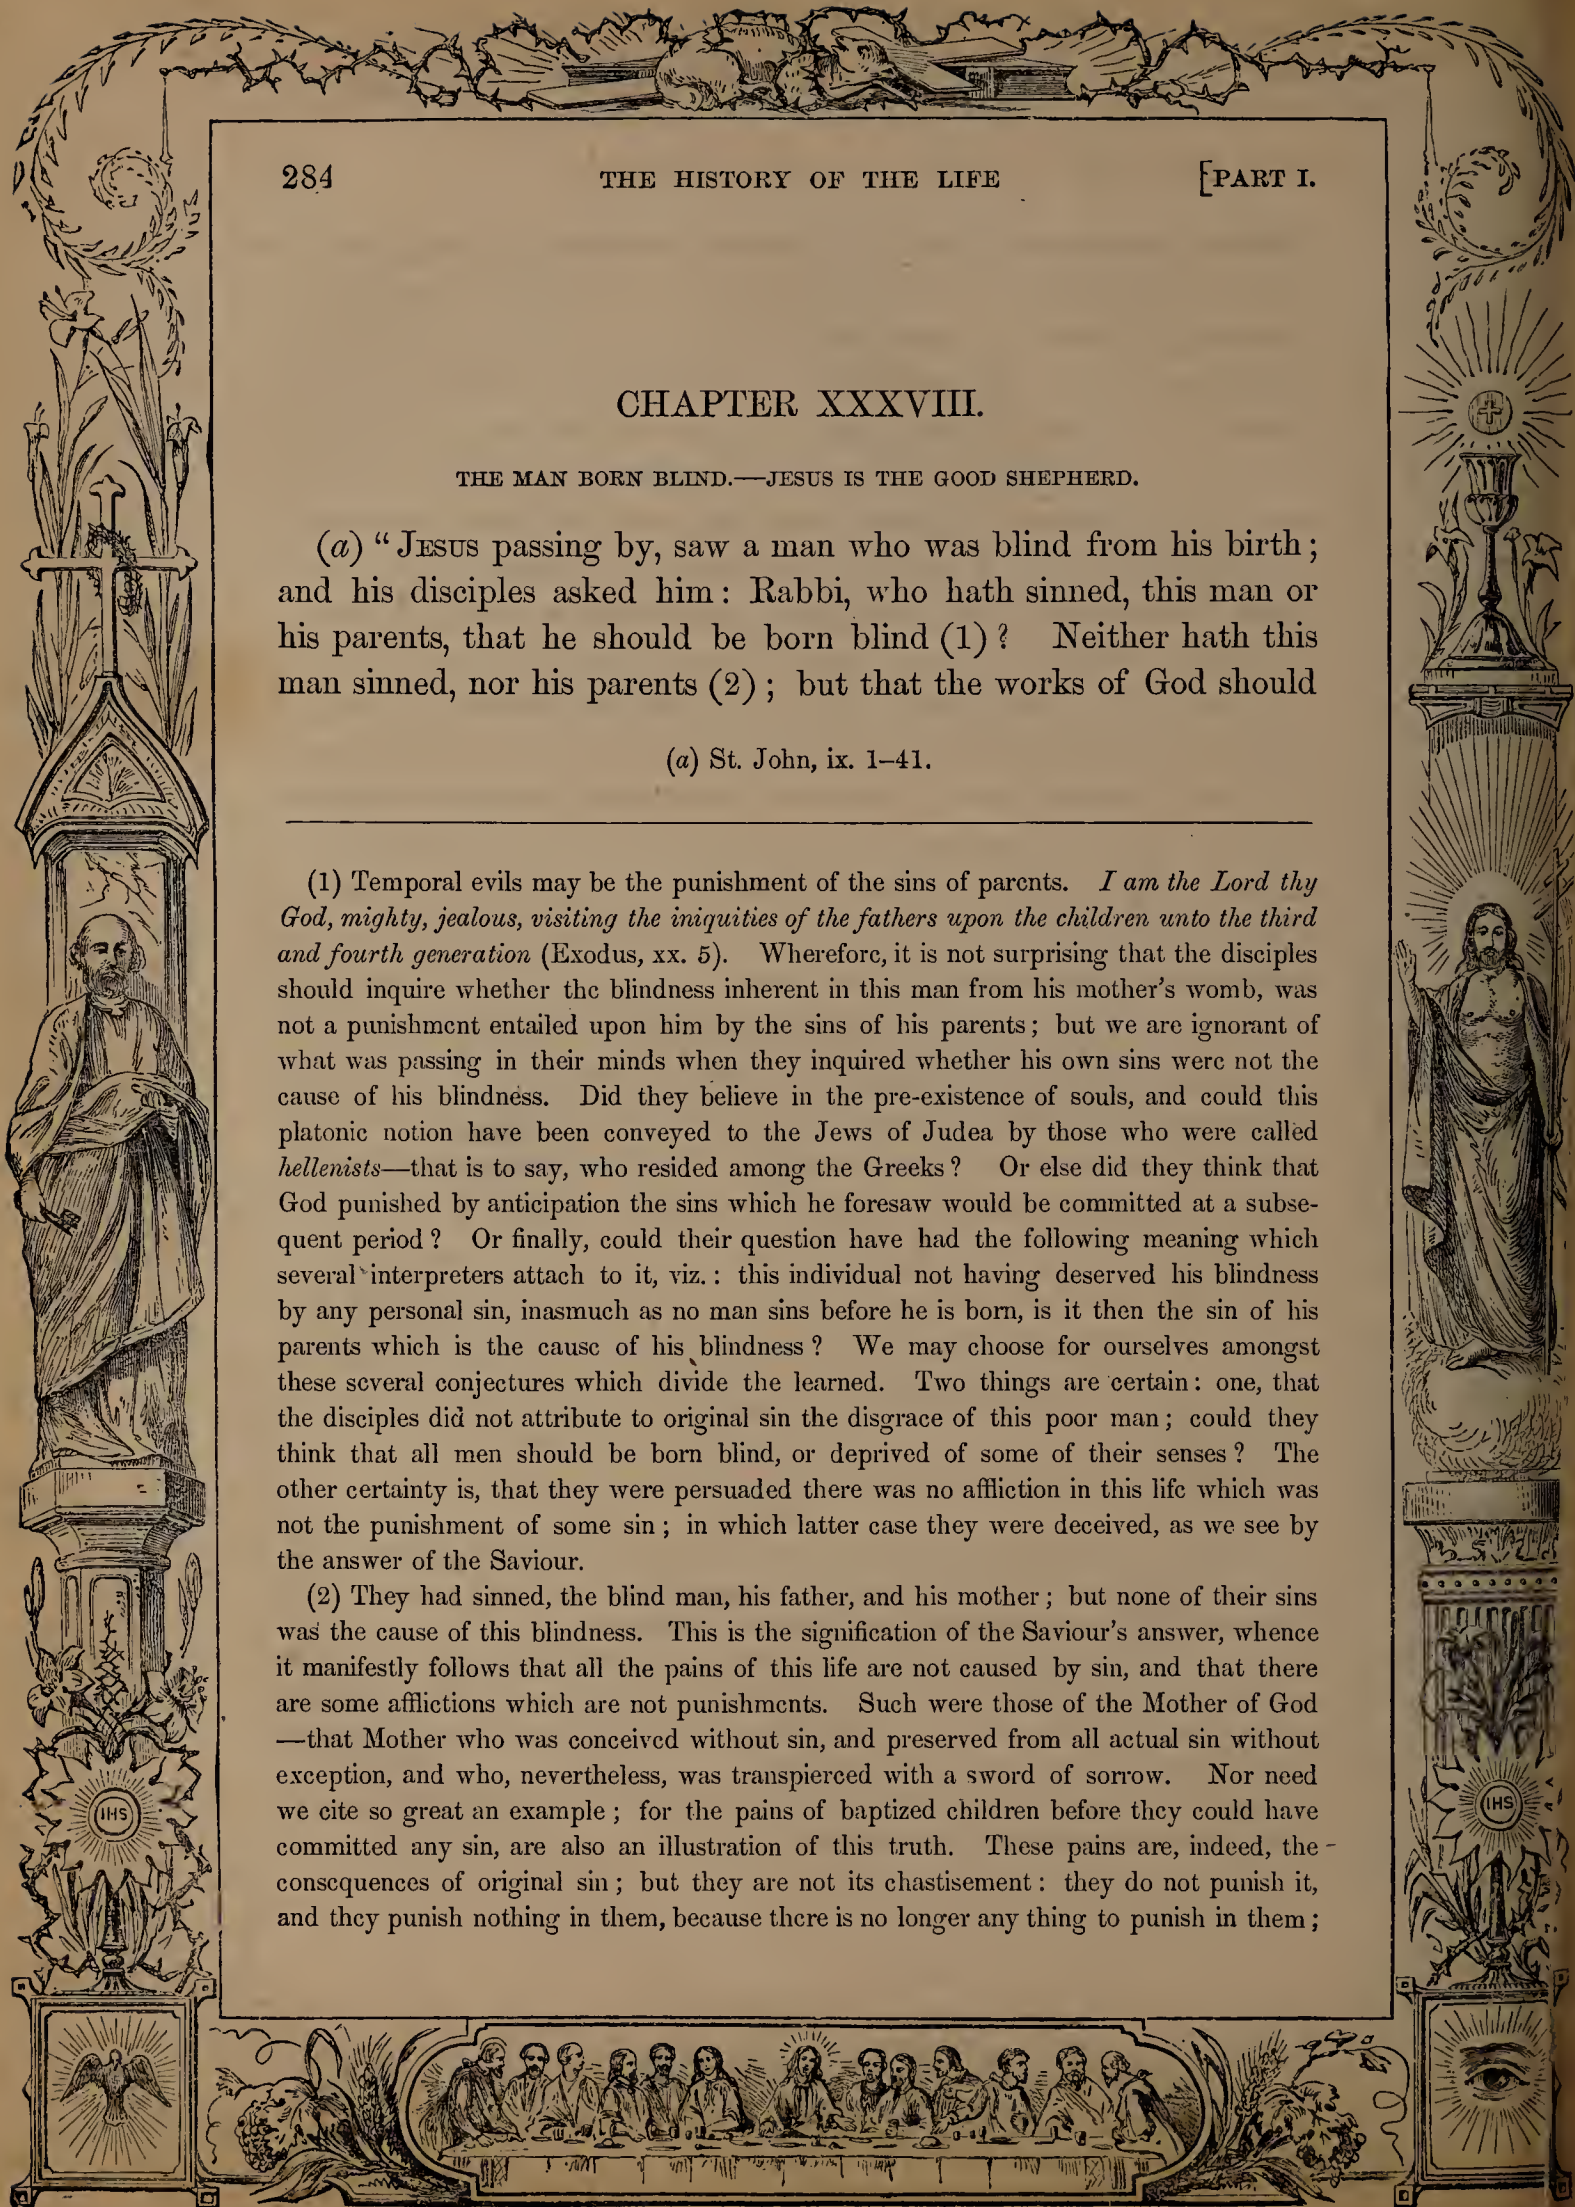 284 THE HISTORY OF THE LIFE [PART I.
CHAPTER XXXVIII.
THE MAN BORN BLIND.—JESUS IS THE GOOD SHEPHERD.
(a) “JESUS passing by, saw a man who was blind from his birth;
and his disciples asked him: Rabbi, who hath sinned, this man or
his parents, that he should be born blind (1)? Neither hath this
man sinned, nor his parents (2); but that the works of God should
(a) St. John, ix. 1–41.
(1) Temporal evils may be the punishment of the sins of parents. I am the Lord thy
God, mighty, jealous, visiting the iniquities of the fathers upon the children unto the third
and fourth generation (Exodus, xx. 5). Wherefore, it is not surprising that the disciples
should inquire whether the blindness inherent in this man from his mother’s womb, was
not a punishment entailed upon him by the sins of his parents; but we are ignorant of
what was passing in their minds when they inquired whether his own sins were not the
cause of his blindness. Did they believe in the pre-existence of souls, and could this
platonic notion have been conveyed to the Jews of Judea by those who were called
hellenists—that is to say, who resided among the Greeks? Or else did they think that
God punished by anticipation the sins which he foresaw would be committed at a subse-
quent period? Or finally, could their question have had the following meaning which
several interpreters attach to it, viz.: this individual not having deserved his blindness
by any personal sin, inasmuch as no man sins before he is born, is it then the sin of his
parents which is the cause of his blindness? We may choose for ourselves amongst
these several conjectures which divide the learned. Two things are certain: one, that
the disciples did not attribute to original sin the disgrace of this poor man; could they
think that all men should be born blind, or deprived of some of their senses? The
other certainty is, that they were persuaded there was no affliction in this life which was
not the punishment of some sin; in which latter case they were deceived, as we see by
the answer of the Saviour.
(2) They had sinned, the blind man, his father, and his mother; but none of their sins
was the cause of this blindness. This is the signification of the Saviour’s answer, whence
it manifestly follows that all the pains of this life are not caused by sin, and that there
are some afflictions which are not punishments. Such were those of the Mother of God
—that Mother who was conceived without sin, and preserved from all actual sin without
exception, and who, nevertheless, was transpierced with a sword of sorrow. Nor need
we cite so great an example; for the pains of baptized children before they could have
committed any sin, are also an illustration of this truth. These pains are, indeed, the
consequences of original sin; but they are not its chastisement: they do not punish it,
and they punish nothing in them, because there is no longer any thing to punish in them;
IHS
IHS